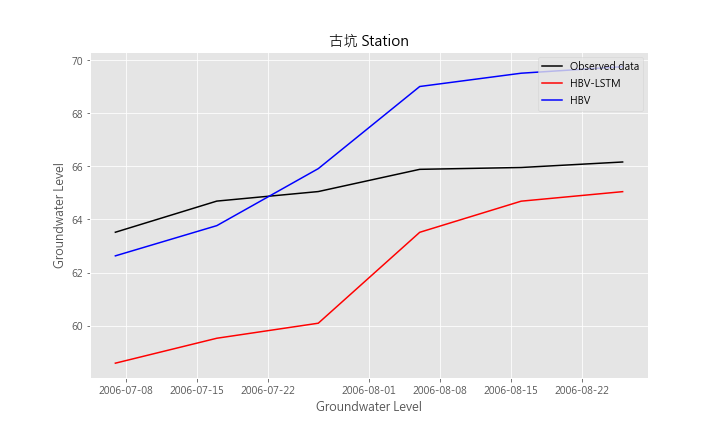 古坑 Station
Observed data
HBV-LSTM
HBV
70
68
66
64
62
60
Groundwater Level
2006-07-08 2006-07-15 2006-07-22 2006-08-01 2006-08-08 2006-08-15 2006-08-22
Groundwater Level